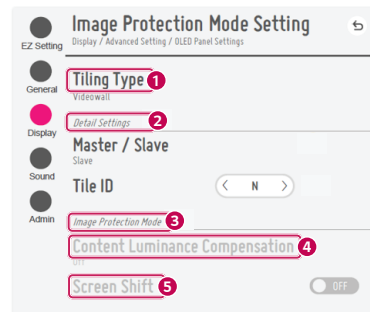 Image Protection Mode Setting
Display / Advanced Setting / OLED Panel Settings
EZ Setting
General
Display
Sound
Admin
Tiling Type 1
Videowall
Detail Settings 2
Master / Slave
Slave
Tile ID
< N >
Image Protection Mode 3
Content Luminance Compensation 4
Off
Screen Shift 5
OFF